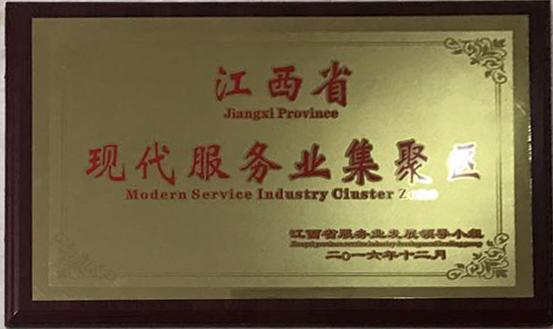 江西省
Jiangxi Province
现代服务业集聚区
Modern Service Industry Cluster Zone
江西省服务业发展领导小组
二〇一六年十二月